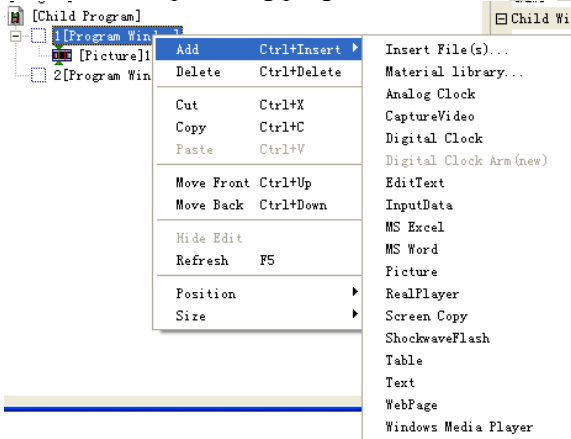 [Child Program]
Child Wi
1[Program Wind
[Picture]1
2[Program Win
Add Ctrl+Insert
Delete Ctrl+Delete
Cut Ctrl+X
Copy Ctrl+C
Paste Ctrl+V
Move Front Ctrl+Up
Move Back Ctrl+Down
Hide Edit
Refresh F5
Position
Size
Insert File(s)...
Material library...
Analog Clock
CaptureVideo
Digital Clock
Digital Clock Arm(new)
EditText
InputData
MS Excel
MS Word
Picture
RealPlayer
Screen Copy
ShockwaveFlash
Table
Text
WebPage
Windows Media Player